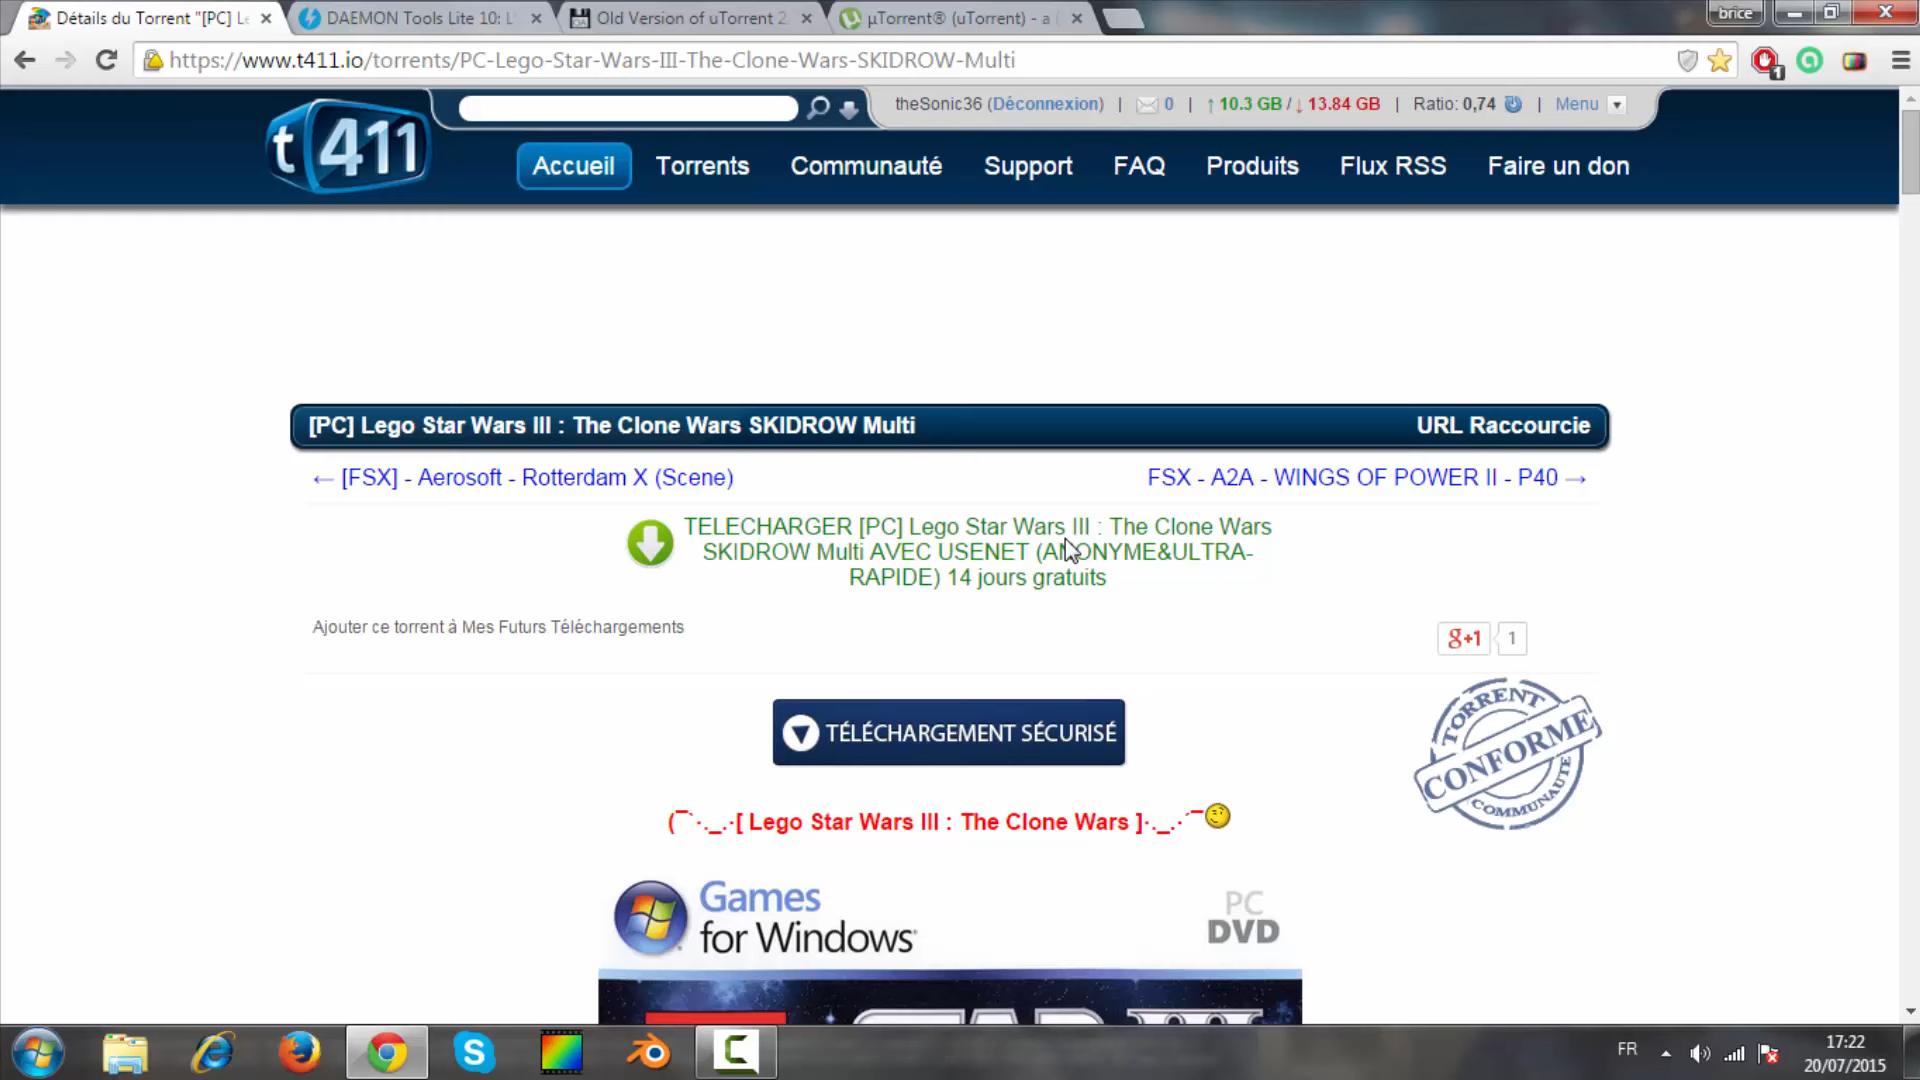 Détails du Torrent "[PC] Le
DAEMON Tools Lite 10: L
Old Version of uTorrent 2
µTorrent® (uTorrent) - a
brice
https://www.t411.io/torrents/PC-Lego-Star-Wars-III-The-Clone-Wars-SKIDROW-Multi
1
t411
theSonic36 (Déconnexion) | 0 | ↑ 10.3 GB / ↓ 13.84 GB | Ratio: 0,74 | Menu ▼
Accueil Torrents Communauté Support FAQ Produits Flux RSS Faire un don
[PC] Lego Star Wars III : The Clone Wars SKIDROW Multi URL Raccourcie
← [FSX] - Aerosoft - Rotterdam X (Scene) FSX - A2A - WINGS OF POWER II - P40 →
TELECHARGER [PC] Lego Star Wars III : The Clone Wars
SKIDROW Multi AVEC USENET (ANONYME&ULTRA-
RAPIDE) 14 jours gratuits
Ajouter ce torrent à Mes Futurs Téléchargements
g+1 1
TÉLÉCHARGEMENT SÉCURISÉ
TORRENT
CONFORME
COMMUNAUTE
(¯`·._.·[ Lego Star Wars III : The Clone Wars ]·._.·´¯
Games
for Windows
PC
DVD
STAR III
FR
17:22
20/07/2015